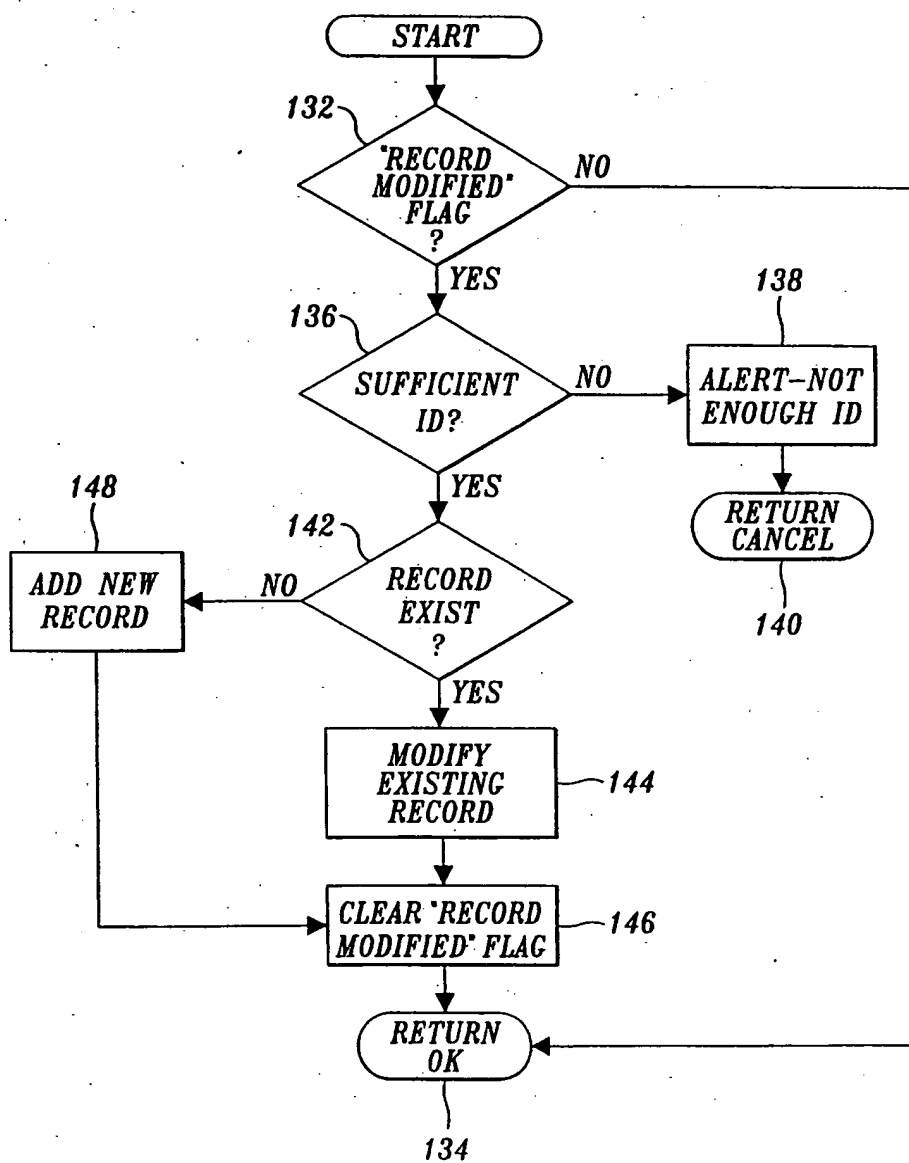 START
132
"RECORD
MODIFIED"
FLAG
?
NO
YES
136
SUFFICIENT
ID?
NO
138
ALERT-NOT
ENOUGH ID
YES
RETURN
CANCEL
140
148
142
ADD NEW
RECORD
NO
RECORD
EXIST
?
YES
MODIFY
EXISTING
RECORD
144
CLEAR "RECORD
MODIFIED" FLAG
146
RETURN
OK
134